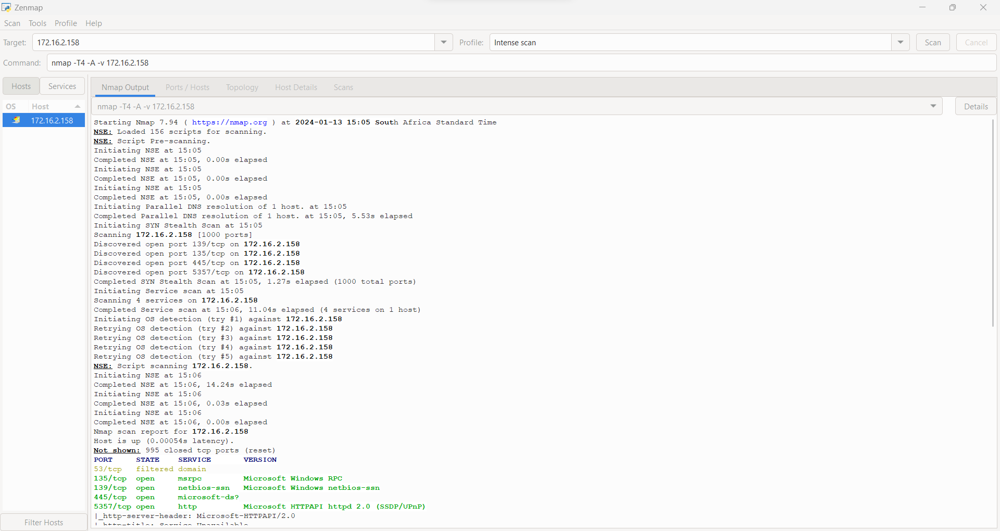 Zenmap
Scan Tools Profile Help
Target: 172.16.2.158 Profile: Intense scan Scan Cancel
Command: nmap -T4 -A -v 172.16.2.158
Hosts Services
OS Host
172.16.2.158
Filter Hosts
Nmap Output Ports / Hosts Topology Host Details Scans
nmap -T4 -A -v 172.16.2.158 Details
Starting Nmap 7.94 ( https://nmap.org ) at 2024-01-13 15:05 South Africa Standard Time
NSE: Loaded 156 scripts for scanning.
NSE: Script Pre-scanning.
Initiating NSE at 15:05
Completed NSE at 15:05, 0.00s elapsed
Initiating NSE at 15:05
Completed NSE at 15:05, 0.00s elapsed
Initiating NSE at 15:05
Completed NSE at 15:05, 0.00s elapsed
Initiating Parallel DNS resolution of 1 host. at 15:05
Completed Parallel DNS resolution of 1 host. at 15:05, 5.53s elapsed
Initiating SYN Stealth Scan at 15:05
Scanning 172.16.2.158 [1000 ports]
Discovered open port 139/tcp on 172.16.2.158
Discovered open port 135/tcp on 172.16.2.158
Discovered open port 445/tcp on 172.16.2.158
Discovered open port 5357/tcp on 172.16.2.158
Completed SYN Stealth Scan at 15:05, 1.27s elapsed (1000 total ports)
Initiating Service scan at 15:05
Scanning 4 services on 172.16.2.158
Completed Service scan at 15:06, 11.04s elapsed (4 services on 1 host)
Initiating OS detection (try #1) against 172.16.2.158
Retrying OS detection (try #2) against 172.16.2.158
Retrying OS detection (try #3) against 172.16.2.158
Retrying OS detection (try #4) against 172.16.2.158
Retrying OS detection (try #5) against 172.16.2.158
NSE: Script scanning 172.16.2.158.
Initiating NSE at 15:06
Completed NSE at 15:06, 14.24s elapsed
Initiating NSE at 15:06
Completed NSE at 15:06, 0.03s elapsed
Initiating NSE at 15:06
Completed NSE at 15:06, 0.00s elapsed
Nmap scan report for 172.16.2.158
Host is up (0.00054s latency).
Not shown: 995 closed tcp ports (reset)
PORT STATE SERVICE VERSION
53/tcp filtered domain
135/tcp open msrpc Microsoft Windows RPC
139/tcp open netbios-ssn Microsoft Windows netbios-ssn
445/tcp open microsoft-ds?
5357/tcp open http Microsoft HTTPAPI httpd 2.0 (SSDP/UPnP)
|_http-server-header: Microsoft-HTTPAPI/2.0
|_http-title: Service Unavailable